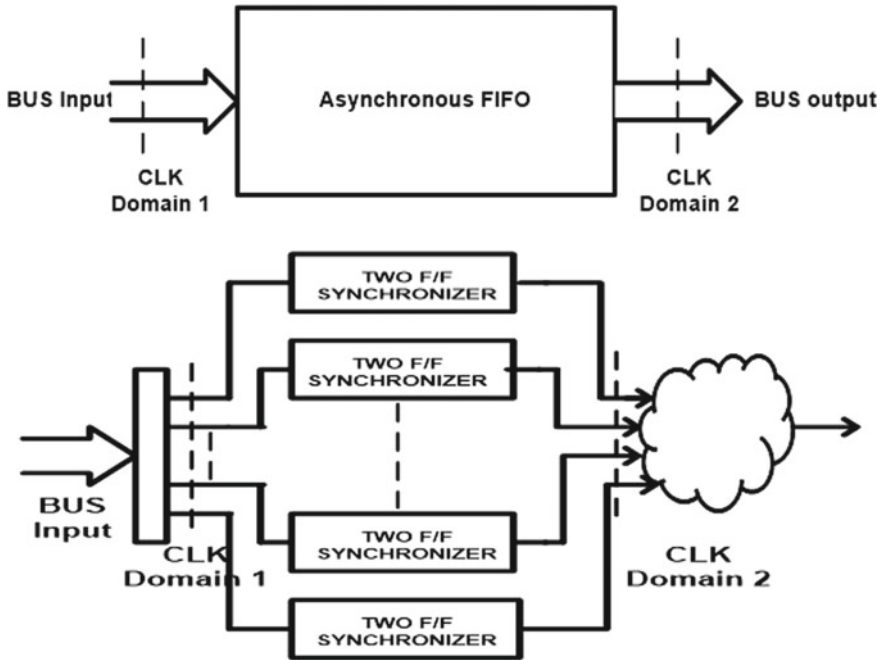 BUS Input
Asynchronous FIFO
BUS output
CLK
Domain 1
CLK
Domain 2
TWO F/F
SYNCHRONIZER
TWO F/F
SYNCHRONIZER
BUS
Input
CLK
Domain 1
TWO F/F
SYNCHRONIZER
CLK
Domain 2
TWO F/F
SYNCHRONIZER